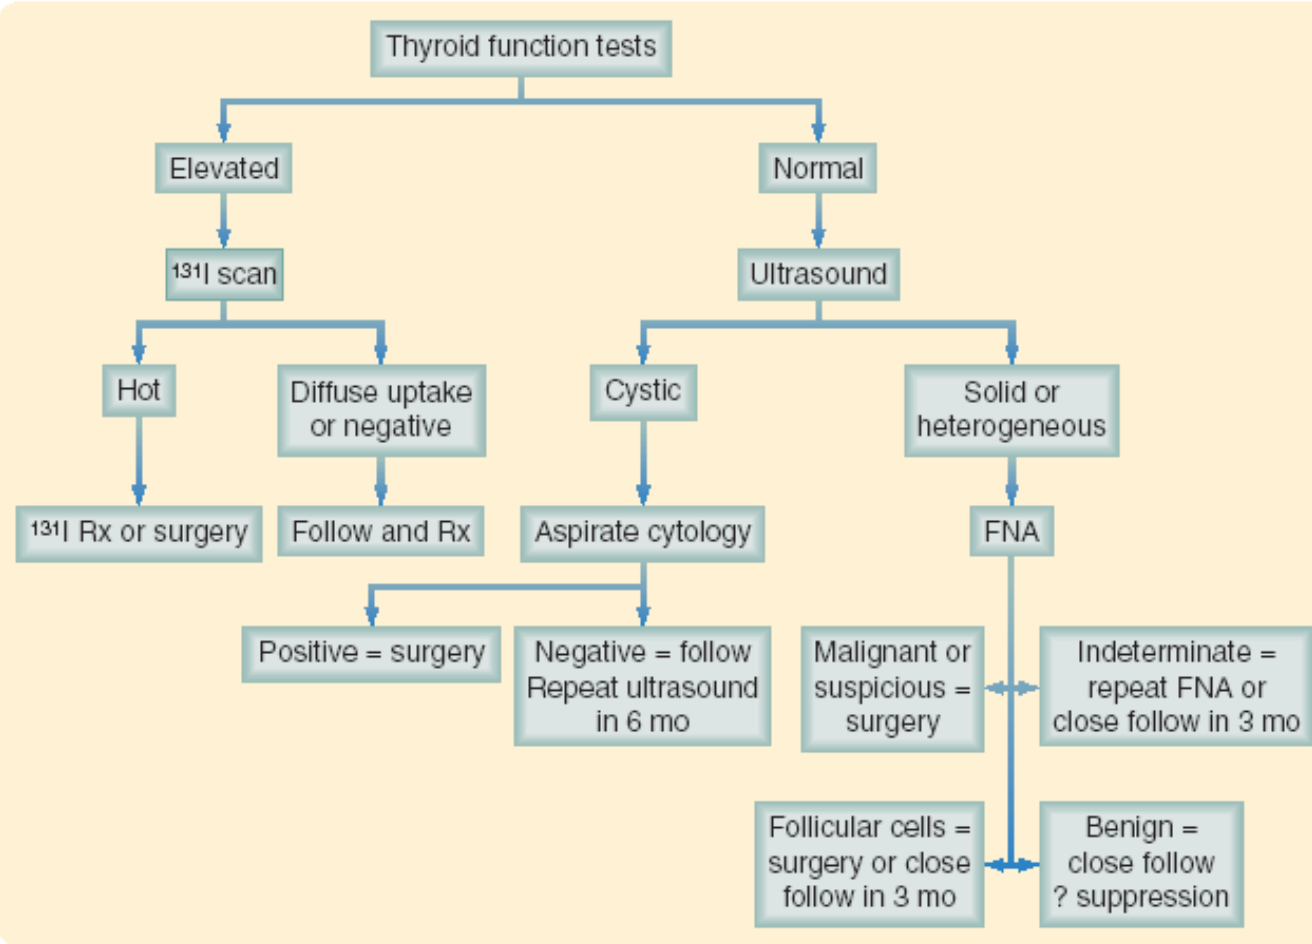 Thyroid function tests
Elevated
Normal
¹³¹I scan
Ultrasound
Hot
Diffuse uptake
or negative
Cystic
Solid or
heterogeneous
¹³¹I Rx or surgery
Follow and Rx
Aspirate cytology
FNA
Positive = surgery
Negative = follow
Repeat ultrasound
in 6 mo
Malignant or
suspicious =
surgery
Indeterminate =
repeat FNA or
close follow in 3 mo
Follicular cells =
surgery or close
follow in 3 mo
Benign =
close follow
? suppression